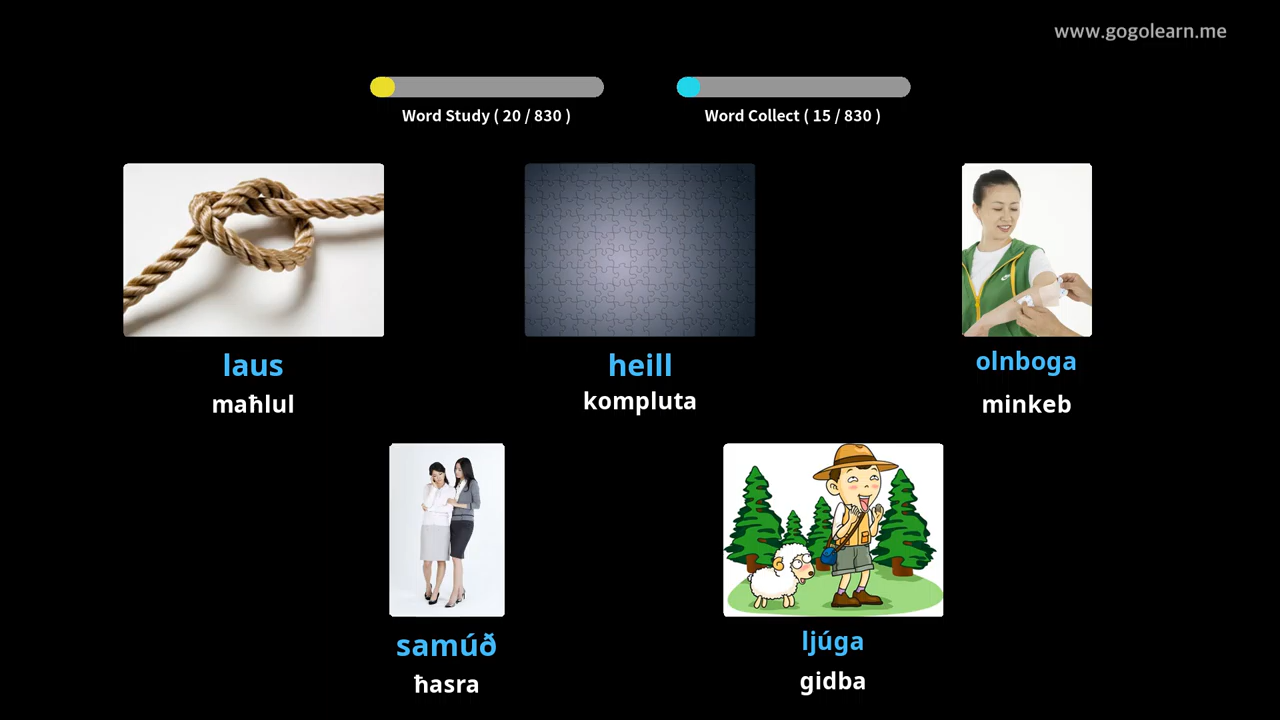 www.gogolearn.me
Word Study ( 20 / 830 )
Word Collect ( 15 / 830 )
laus
maħlul
heill
kompluta
olnboga
minkeb
samúð
ħasra
ljúga
gidba